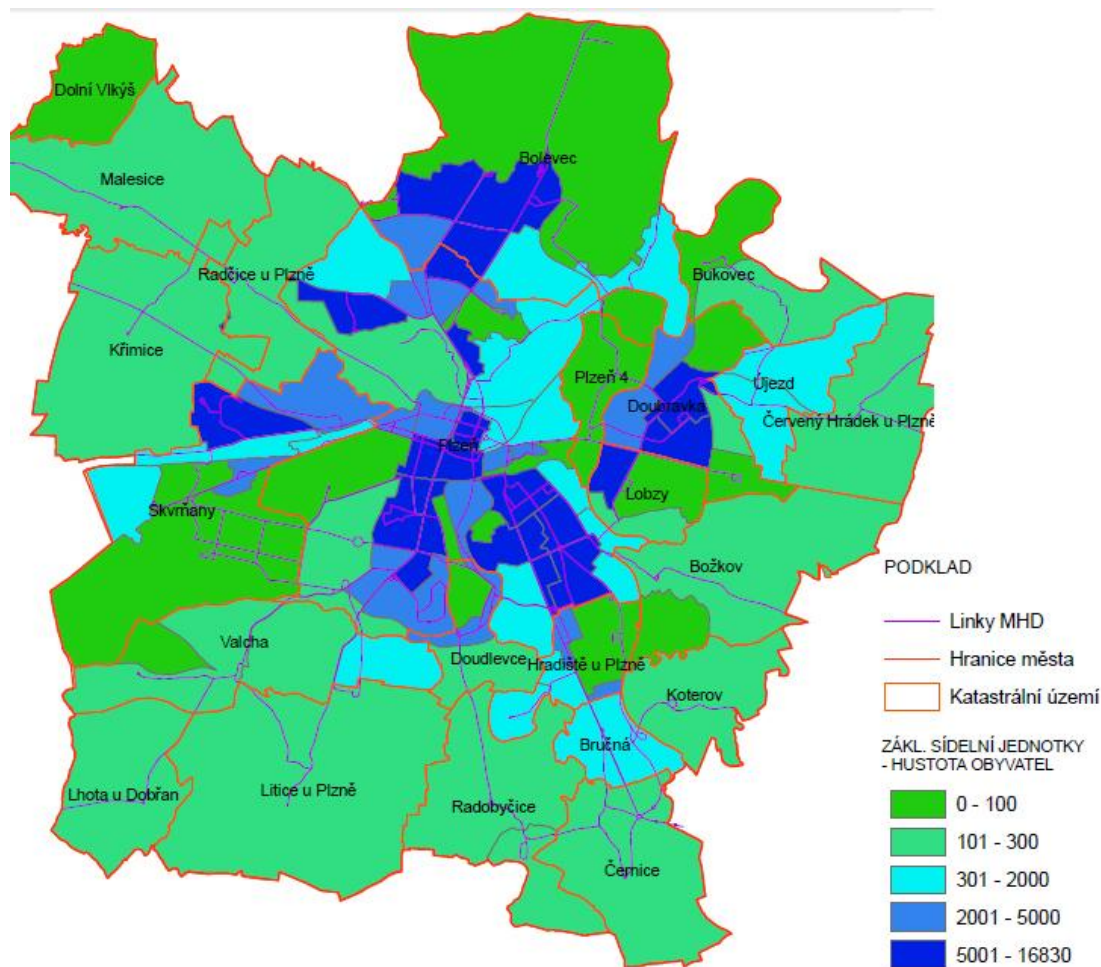 Dolní Vlkýš
Malesice
Bolevec
Radčice u Plzně
Bukovec
Křimice
Plzeň 4
Újezd
Doubravka
Červený Hrádek u Plzně
Plzeň
Lobzy
Skvrňany
Božkov
Valcha
Doudlevce
Hradiště u Plzně
Koterov
Bručná
Lhota u Dobřan
Litice u Plzně
Radobyčice
Černice
PODKLAD
Linky MHD
Hranice města
Katastrální území
ZÁKL. SÍDELNÍ JEDNOTKY
- HUSTOTA OBYVATEL
0 - 100
101 - 300
301 - 2000
2001 - 5000
5001 - 16830